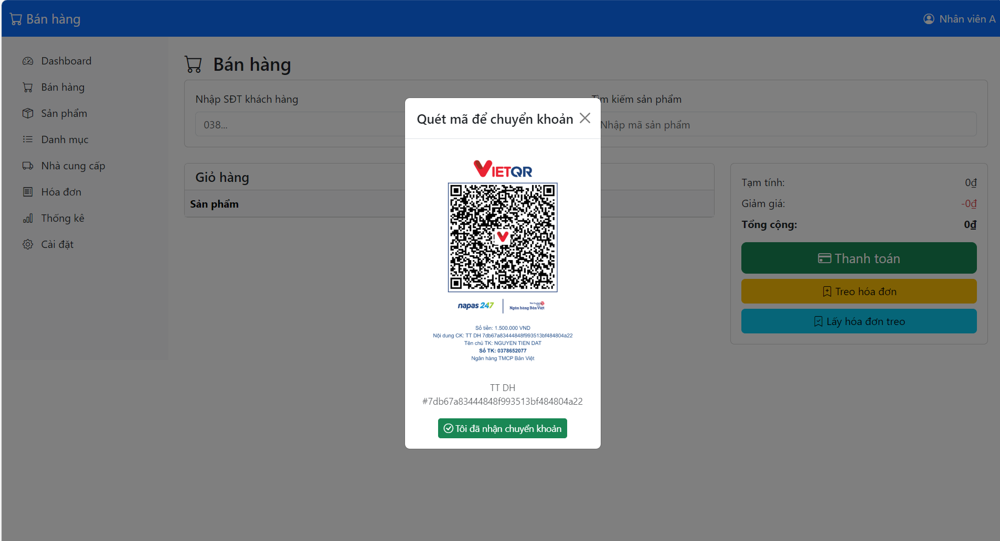 Bán hàng
Nhân viên A
Dashboard
Bán hàng
Sản phẩm
Danh mục
Nhà cung cấp
Hóa đơn
Thống kê
Cài đặt
Bán hàng
Nhập SĐT khách hàng
038...
Tìm kiếm sản phẩm
Nhập mã sản phẩm
Giỏ hàng
Sản phẩm
Tạm tính: 0₫
Giảm giá: -0₫
Tổng cộng: 0₫
Thanh toán
Treo hóa đơn
Lấy hóa đơn treo
Quét mã để chuyển khoản
VIETQR
napas 247
Ngân hàng Bản Việt
Số tiền: 1.500.000 VND
Nội dung CK: TT DH 7db67a83444848f993513bf484804a22
Tên chủ TK: NGUYEN TIEN DAT
Số TK: 0378652077
Ngân hàng TMCP Bản Việt
TT DH
#7db67a83444848f993513bf484804a22
Tôi đã nhận chuyển khoản